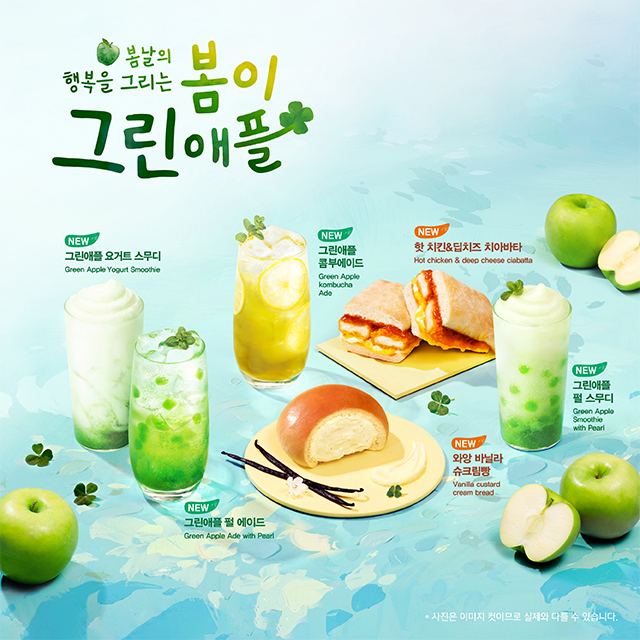 봄날의
행복을 그리는
봄이
그린애플
NEW
그린애플 요거트 스무디
Green Apple Yogurt Smoothie
NEW
그린애플
콤부에이드
Green Apple
kombucha
Ade
NEW
핫 치킨&딥치즈 치아바타
Hot chicken & deep cheese ciabatta
NEW
그린애플
펄 스무디
Green Apple
Smoothie
with Pearl
NEW
와앙 바닐라
슈크림빵
Vanilla custard
cream bread
NEW
그린애플 펄 에이드
Green Apple Ade with Pearl
* 사진은 이미지 컷이므로 실제와 다를 수 있습니다.